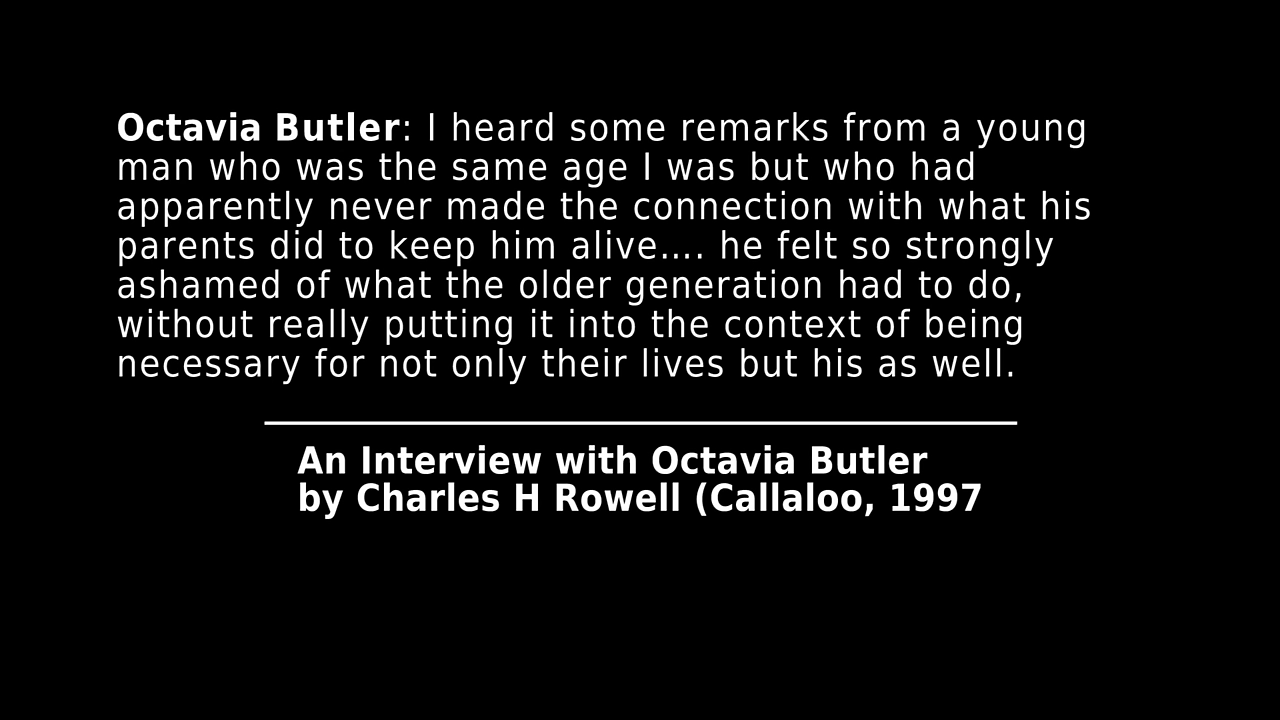 Octavia Butler: I heard some remarks from a young
man who was the same age I was but who had
apparently never made the connection with what his
parents did to keep him alive.... he felt so strongly
ashamed of what the older generation had to do,
without really putting it into the context of being
necessary for not only their lives but his as well.
An Interview with Octavia Butler
by Charles H Rowell (Callaloo, 1997